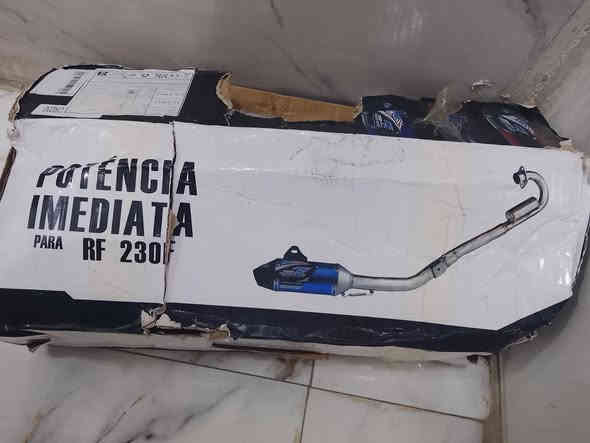 POTÊNCIA
IMEDIATA
PARA RF 230F